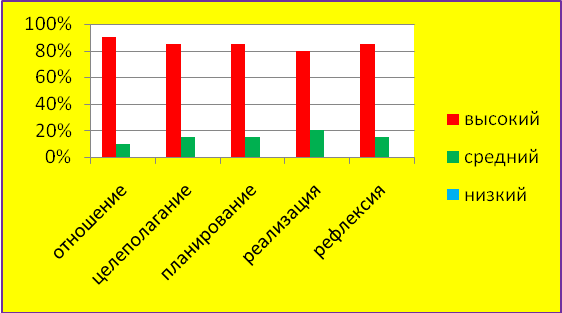 100%
80%
60%
40%
20%
0%
отношение
целеполагание
планирование
реализация
рефлексия
высокий
средний
низкий